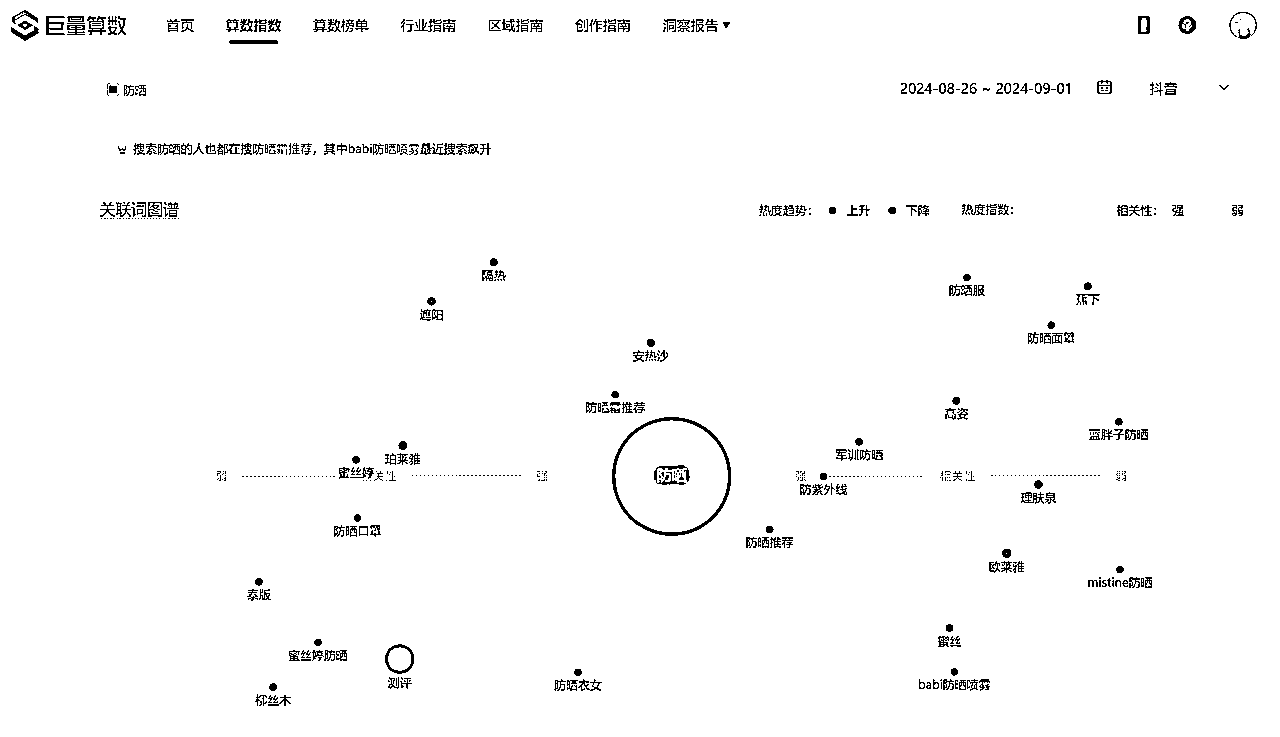 巨量算数 首页 算数指数 算数榜单 行业指南 区域指南 创作指南 洞察报告
防晒 2024-08-26 ~ 2024-09-01 抖音
搜索防晒的人也都在搜防晒霜推荐，其中babi防晒喷雾最近搜索飙升
关联词图谱 热度趋势： 上升 下降 热度指数： 相关性： 强 弱
隔热
防晒服
蕉下
遮阳
防晒面罩
安热沙
防晒霜推荐
高姿
蓝胖子防晒
军训防晒
珀莱雅
蜜丝婷
弱 相关性 强 防晒 强 相关性 弱
防紫外线
理肤泉
防晒口罩
防晒推荐
欧莱雅
mistine防晒
泰版
蜜丝
蜜丝婷防晒
测评
防晒衣女
babi防晒喷雾
柳丝木